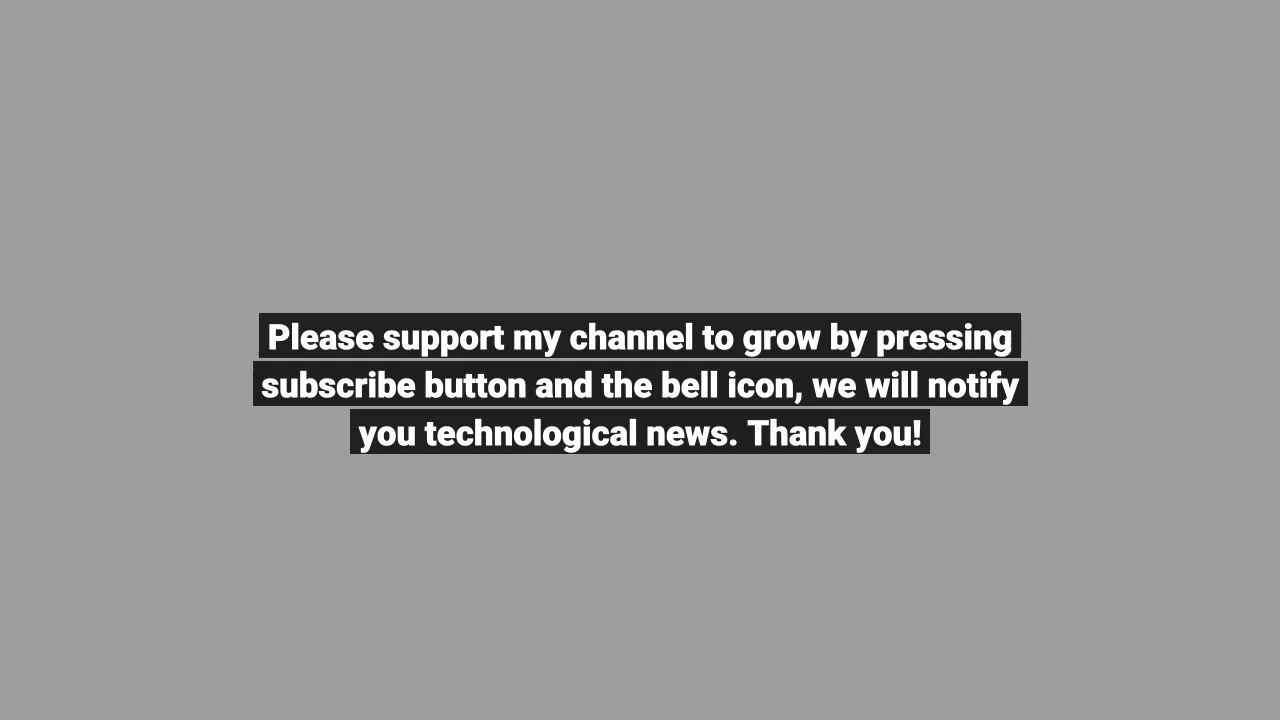 Please support my channel to grow by pressing
subscribe button and the bell icon, we will notify
you technological news. Thank you!